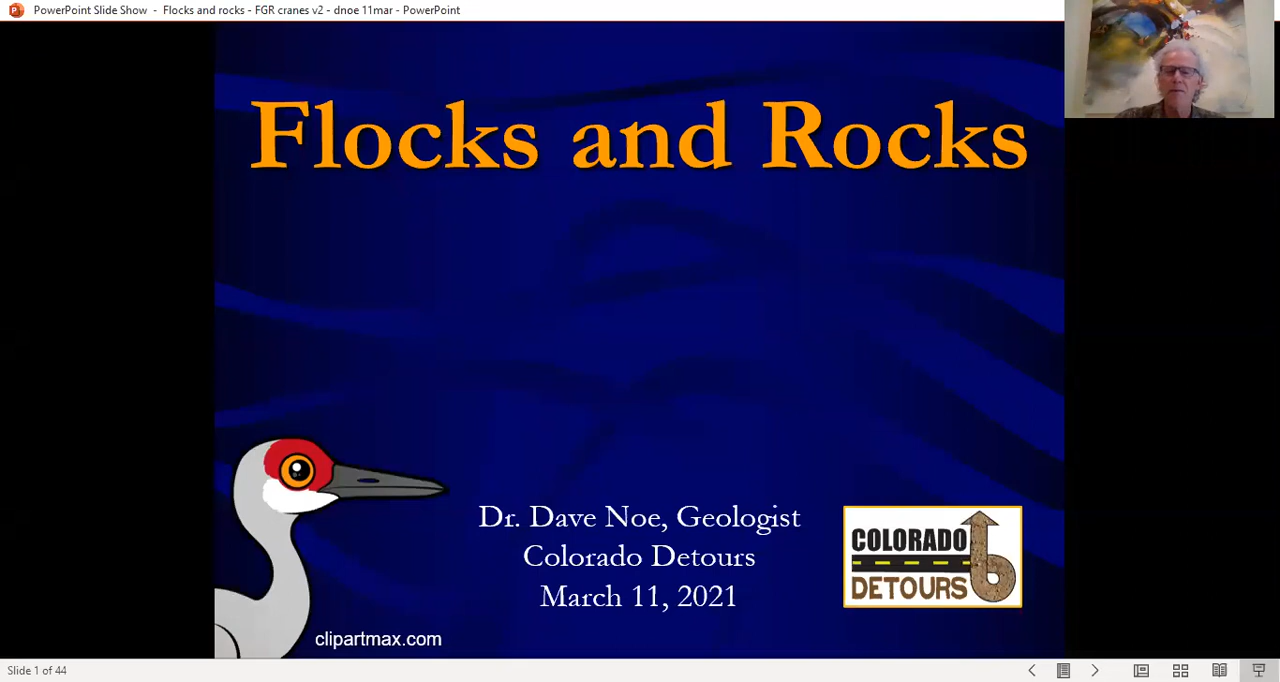 PowerPoint Slide Show - Flocks and rocks - FGR cranes v2 - dnoe 11mar - PowerPoint
Flocks and Rocks
Dr. Dave Noe, Geologist
Colorado Detours
March 11, 2021
COLORADO
DETOURS
clipartmax.com
Slide 1 of 44